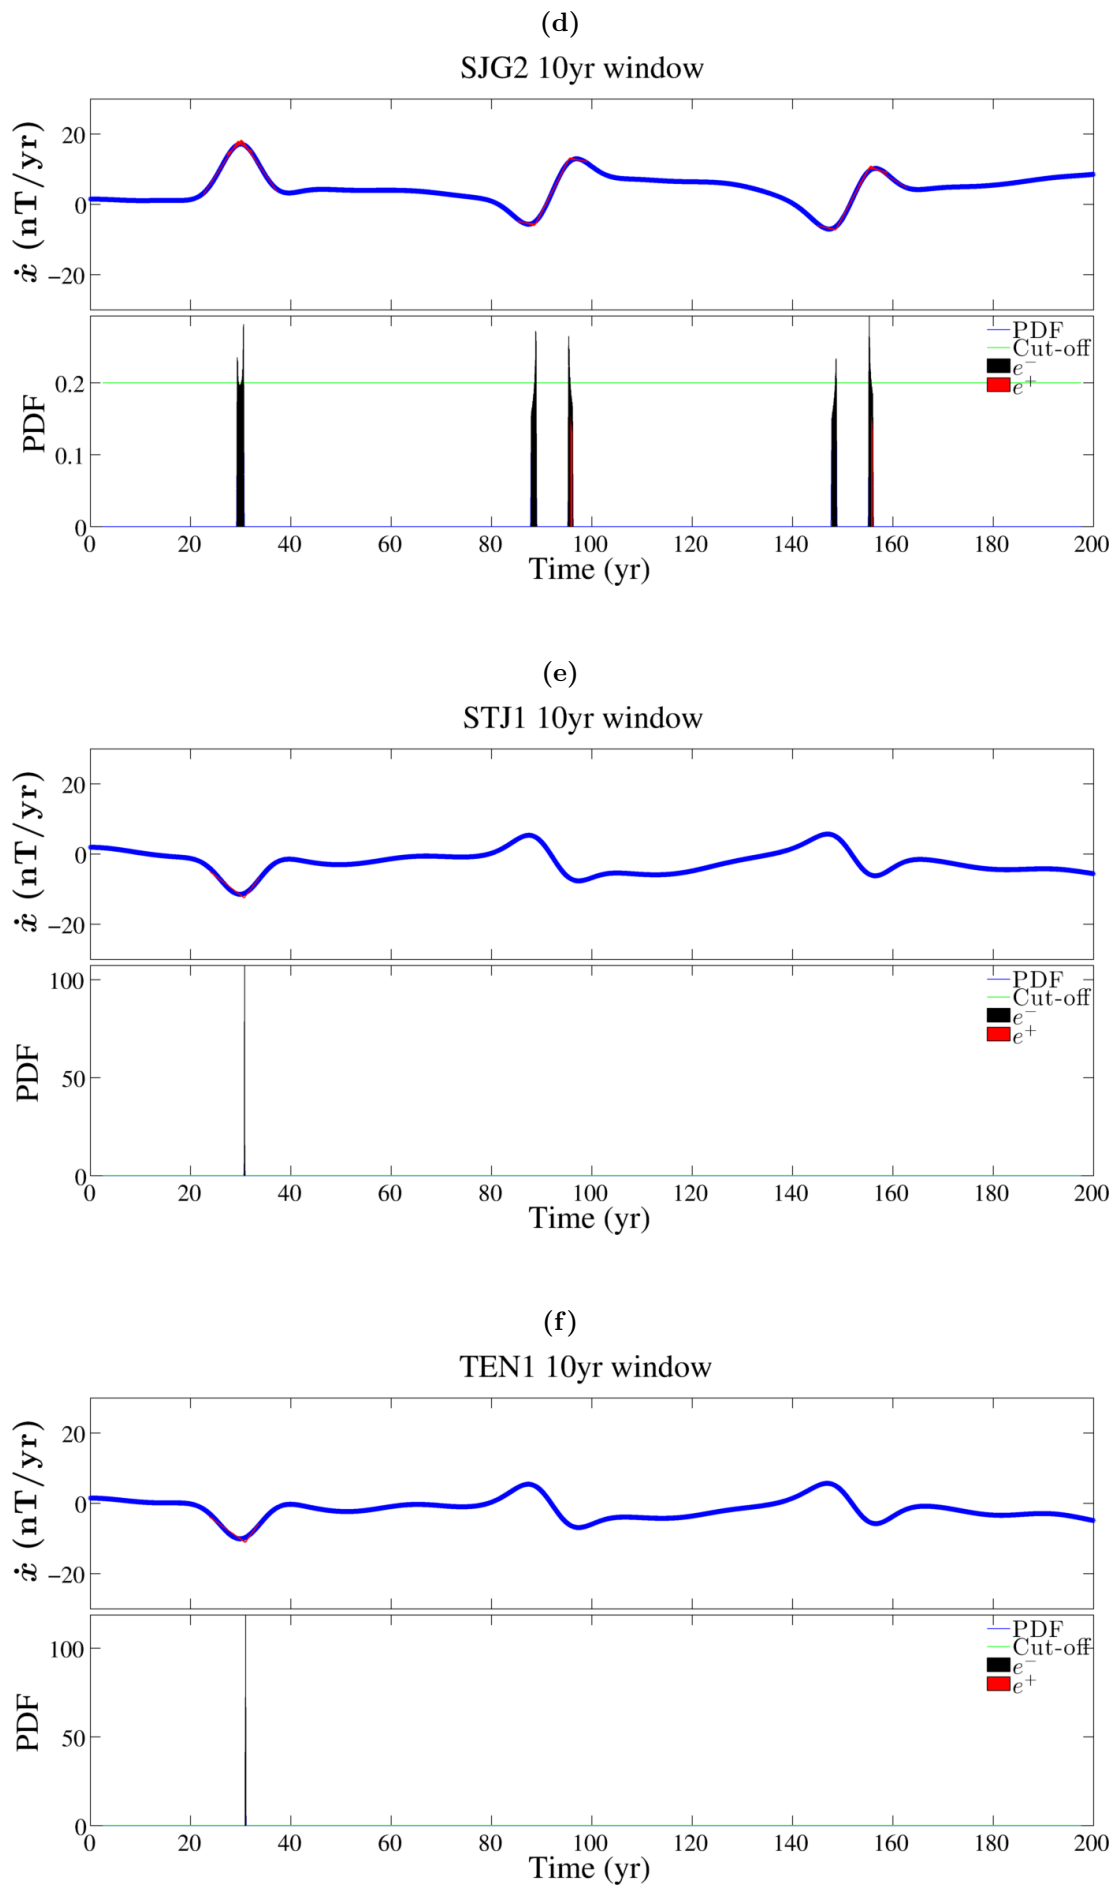 (d)
SJG2 10yr window
20
0
−20
ẋ (nT/yr)
PDF
Cut-off
e−
e+
0.2
0.1
0
PDF
0 20 40 60 80 100 120 140 160 180 200
Time (yr)
(e)
STJ1 10yr window
20
0
−20
ẋ (nT/yr)
PDF
Cut-off
e−
e+
100
50
0
PDF
0 20 40 60 80 100 120 140 160 180 200
Time (yr)
(f)
TEN1 10yr window
20
0
−20
ẋ (nT/yr)
PDF
Cut-off
e−
e+
100
50
0
PDF
0 20 40 60 80 100 120 140 160 180 200
Time (yr)